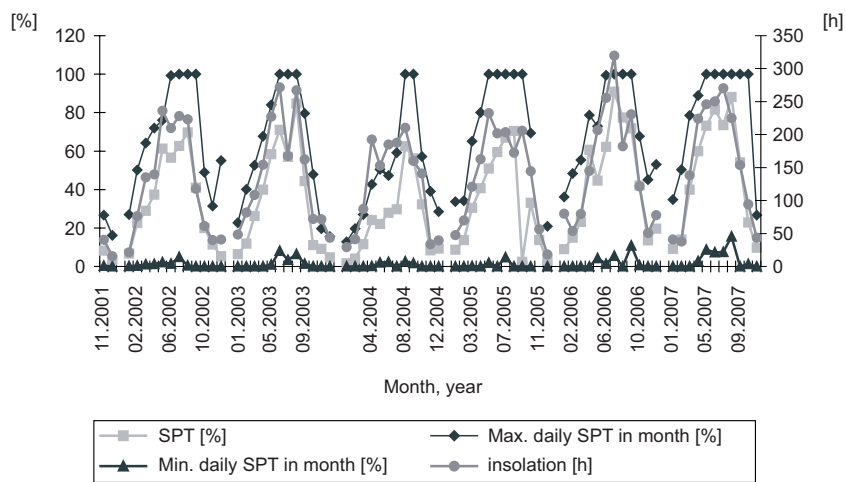 [%] [h]
120 350
100 300
80 250
60 200
40 150
20 100
0 50
0
11.2001 02.2002 06.2002 10.2002 01.2003 05.2003 09.2003 04.2004 08.2004 12.2004 03.2005 07.2005 11.2005 02.2006 06.2006 10.2006 01.2007 05.2007 09.2007
Month, year
SPT [%] Max. daily SPT in month [%]
Min. daily SPT in month [%] insolation [h]